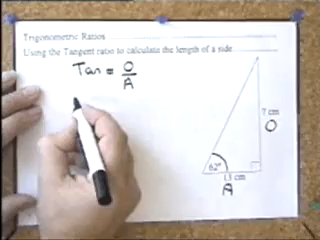 Trigonometric Ratios
Using the Tangent ratio to calculate the length of a side
Tan = O
A
? cm
O
62°
13 cm
A